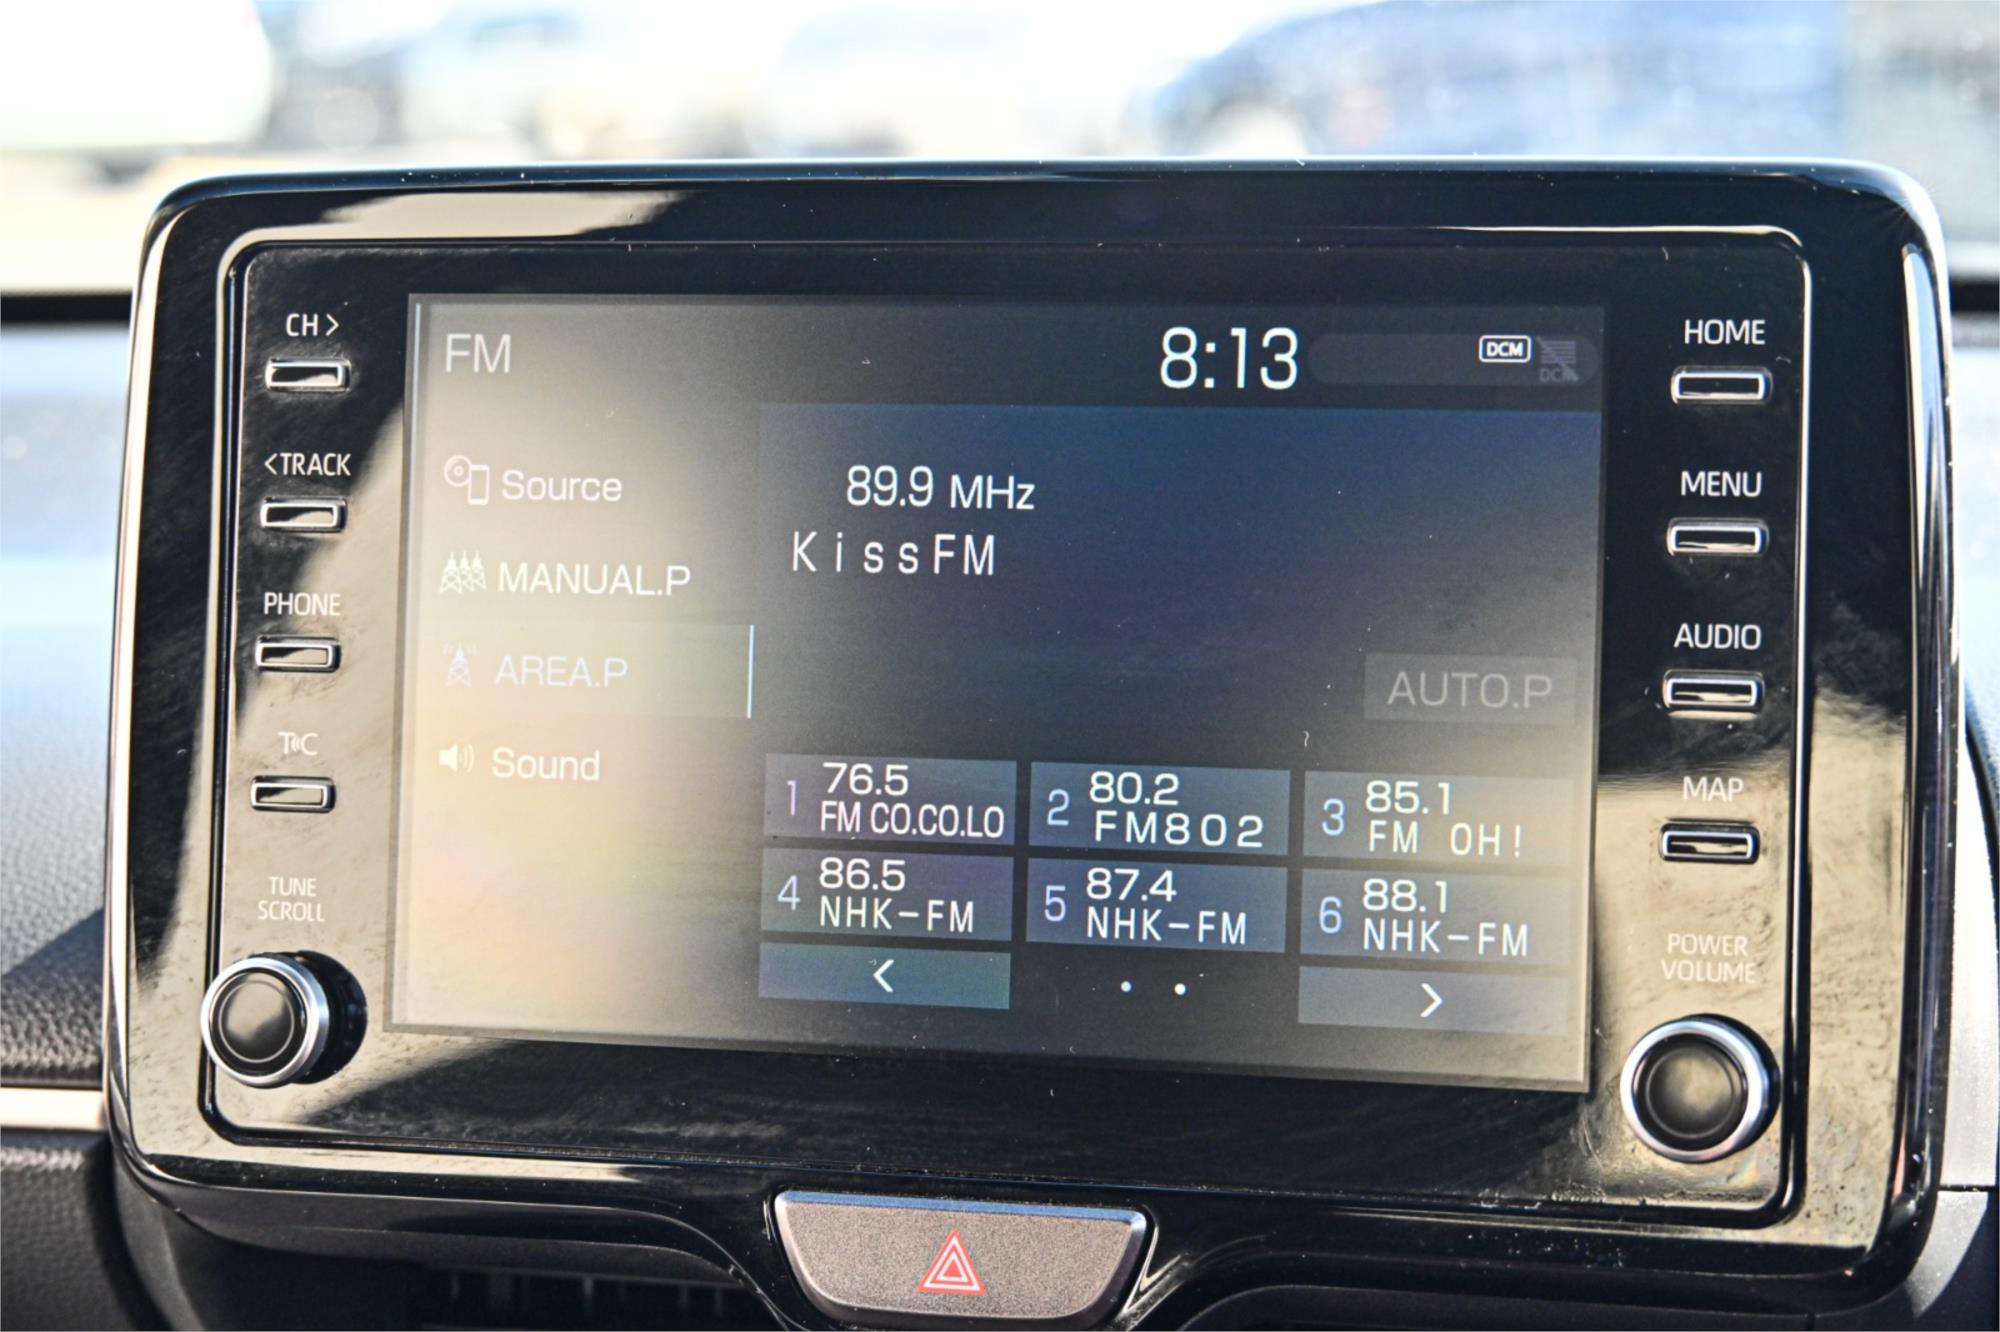 CH>
<TRACK
PHONE
T(((C
TUNE
SCROLL
FM
8:13
DCM
DCM
Source
MANUAL.P
AREA.P
Sound
89.9 MHz
KissFM
AUTO.P
1 76.5
FM CO.CO.LO
2 80.2
FM802
3 85.1
FM OH!
4 86.5
NHK-FM
5 87.4
NHK-FM
6 88.1
NHK-FM
<
>
HOME
MENU
AUDIO
MAP
POWER
VOLUME